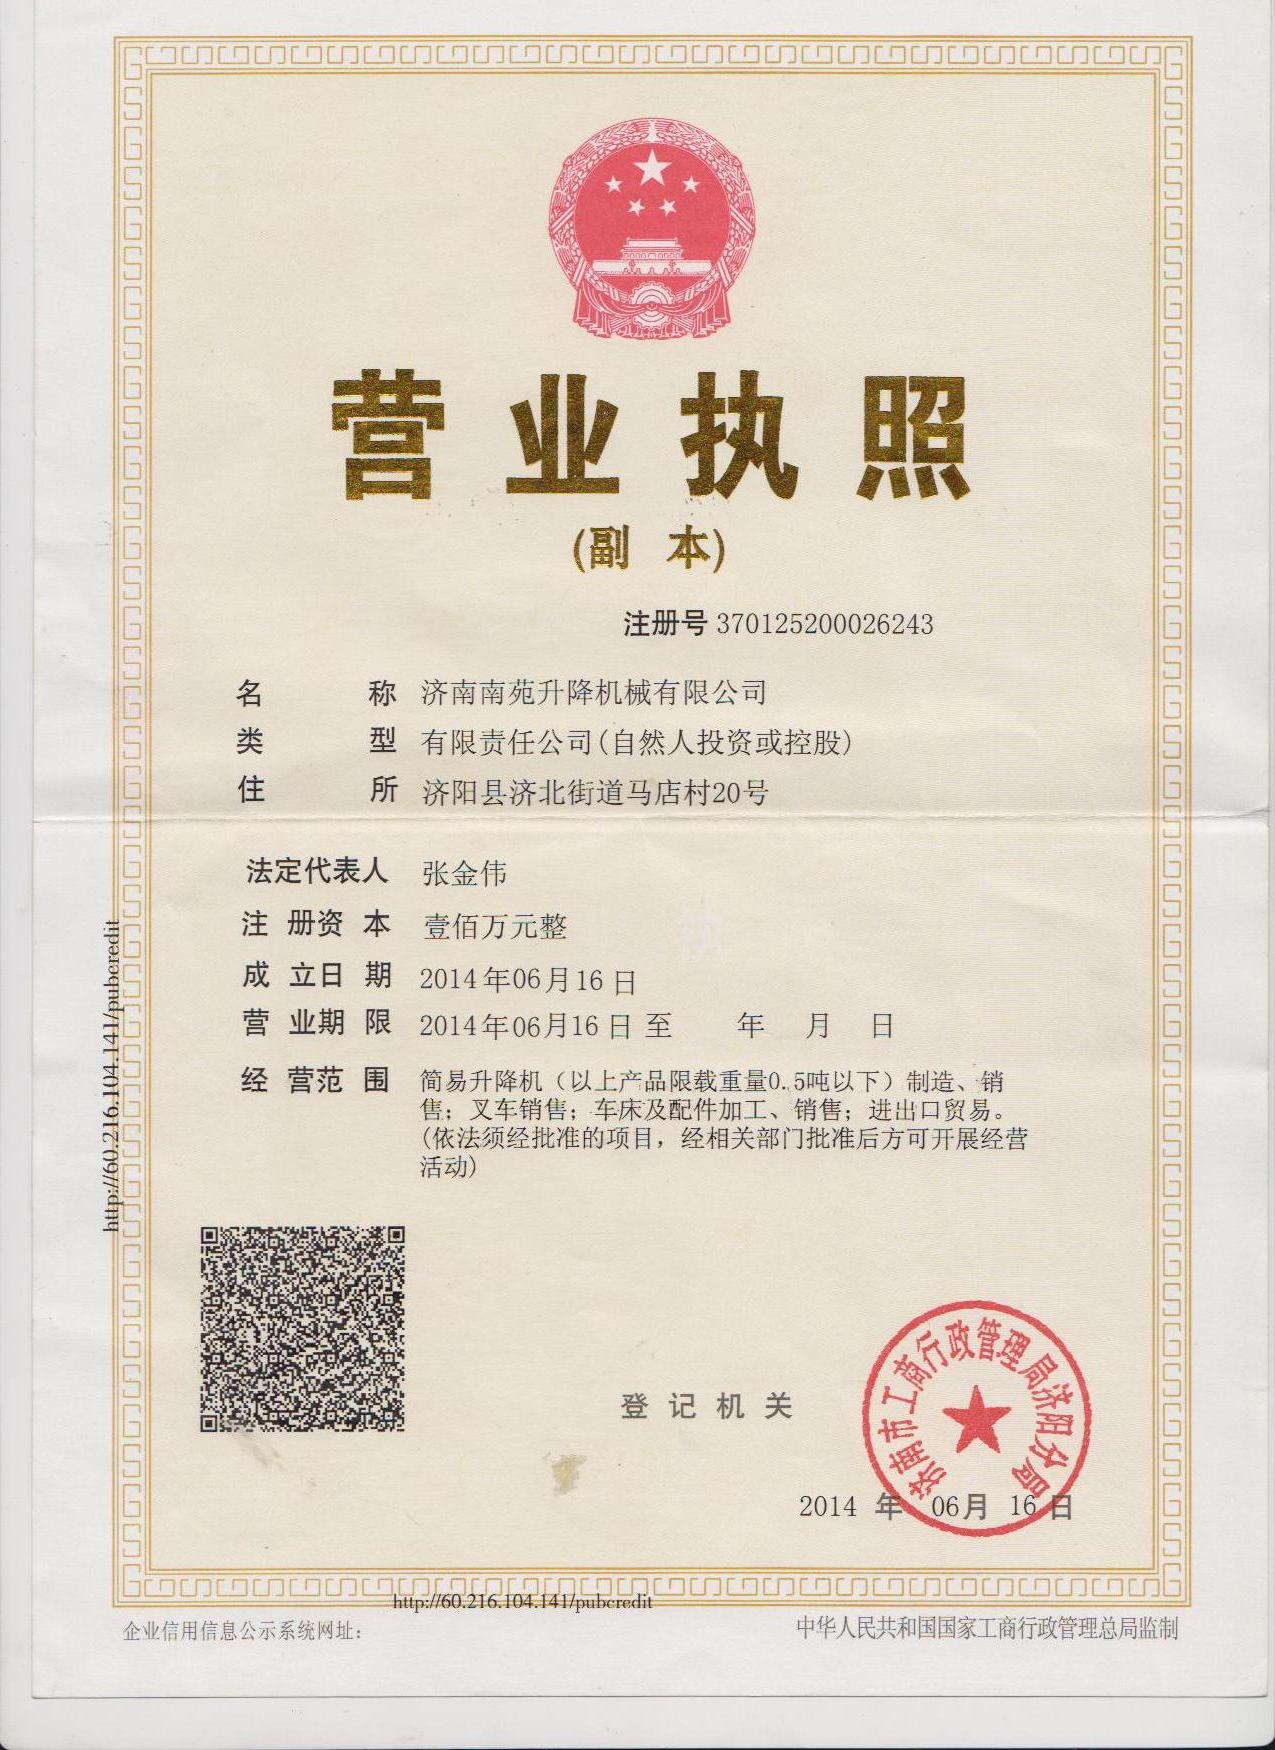 营业执照
(副 本)
注册号 370125200026243
名 称 济南南苑升降机械有限公司
类 型 有限责任公司(自然人投资或控股)
住 所 济阳县济北街道马店村20号
法定代表人 张金伟
注册资本 壹佰万元整
成立日期 2014年06月16日
营业期限 2014年06月16日至 年 月 日
经营范围 简易升降机（以上产品限载重量0.5吨以下）制造、销
售；叉车销售；车床及配件加工、销售；进出口贸易。
(依法须经批准的项目，经相关部门批准后方可开展经营
活动)
http://60.216.104.141/pubcredit
登记机关
济南市工商行政管理局济阳分局
2014 年 06月 16日
http://60.216.104.141/pubcredit
企业信用信息公示系统网址：
中华人民共和国国家工商行政管理总局监制